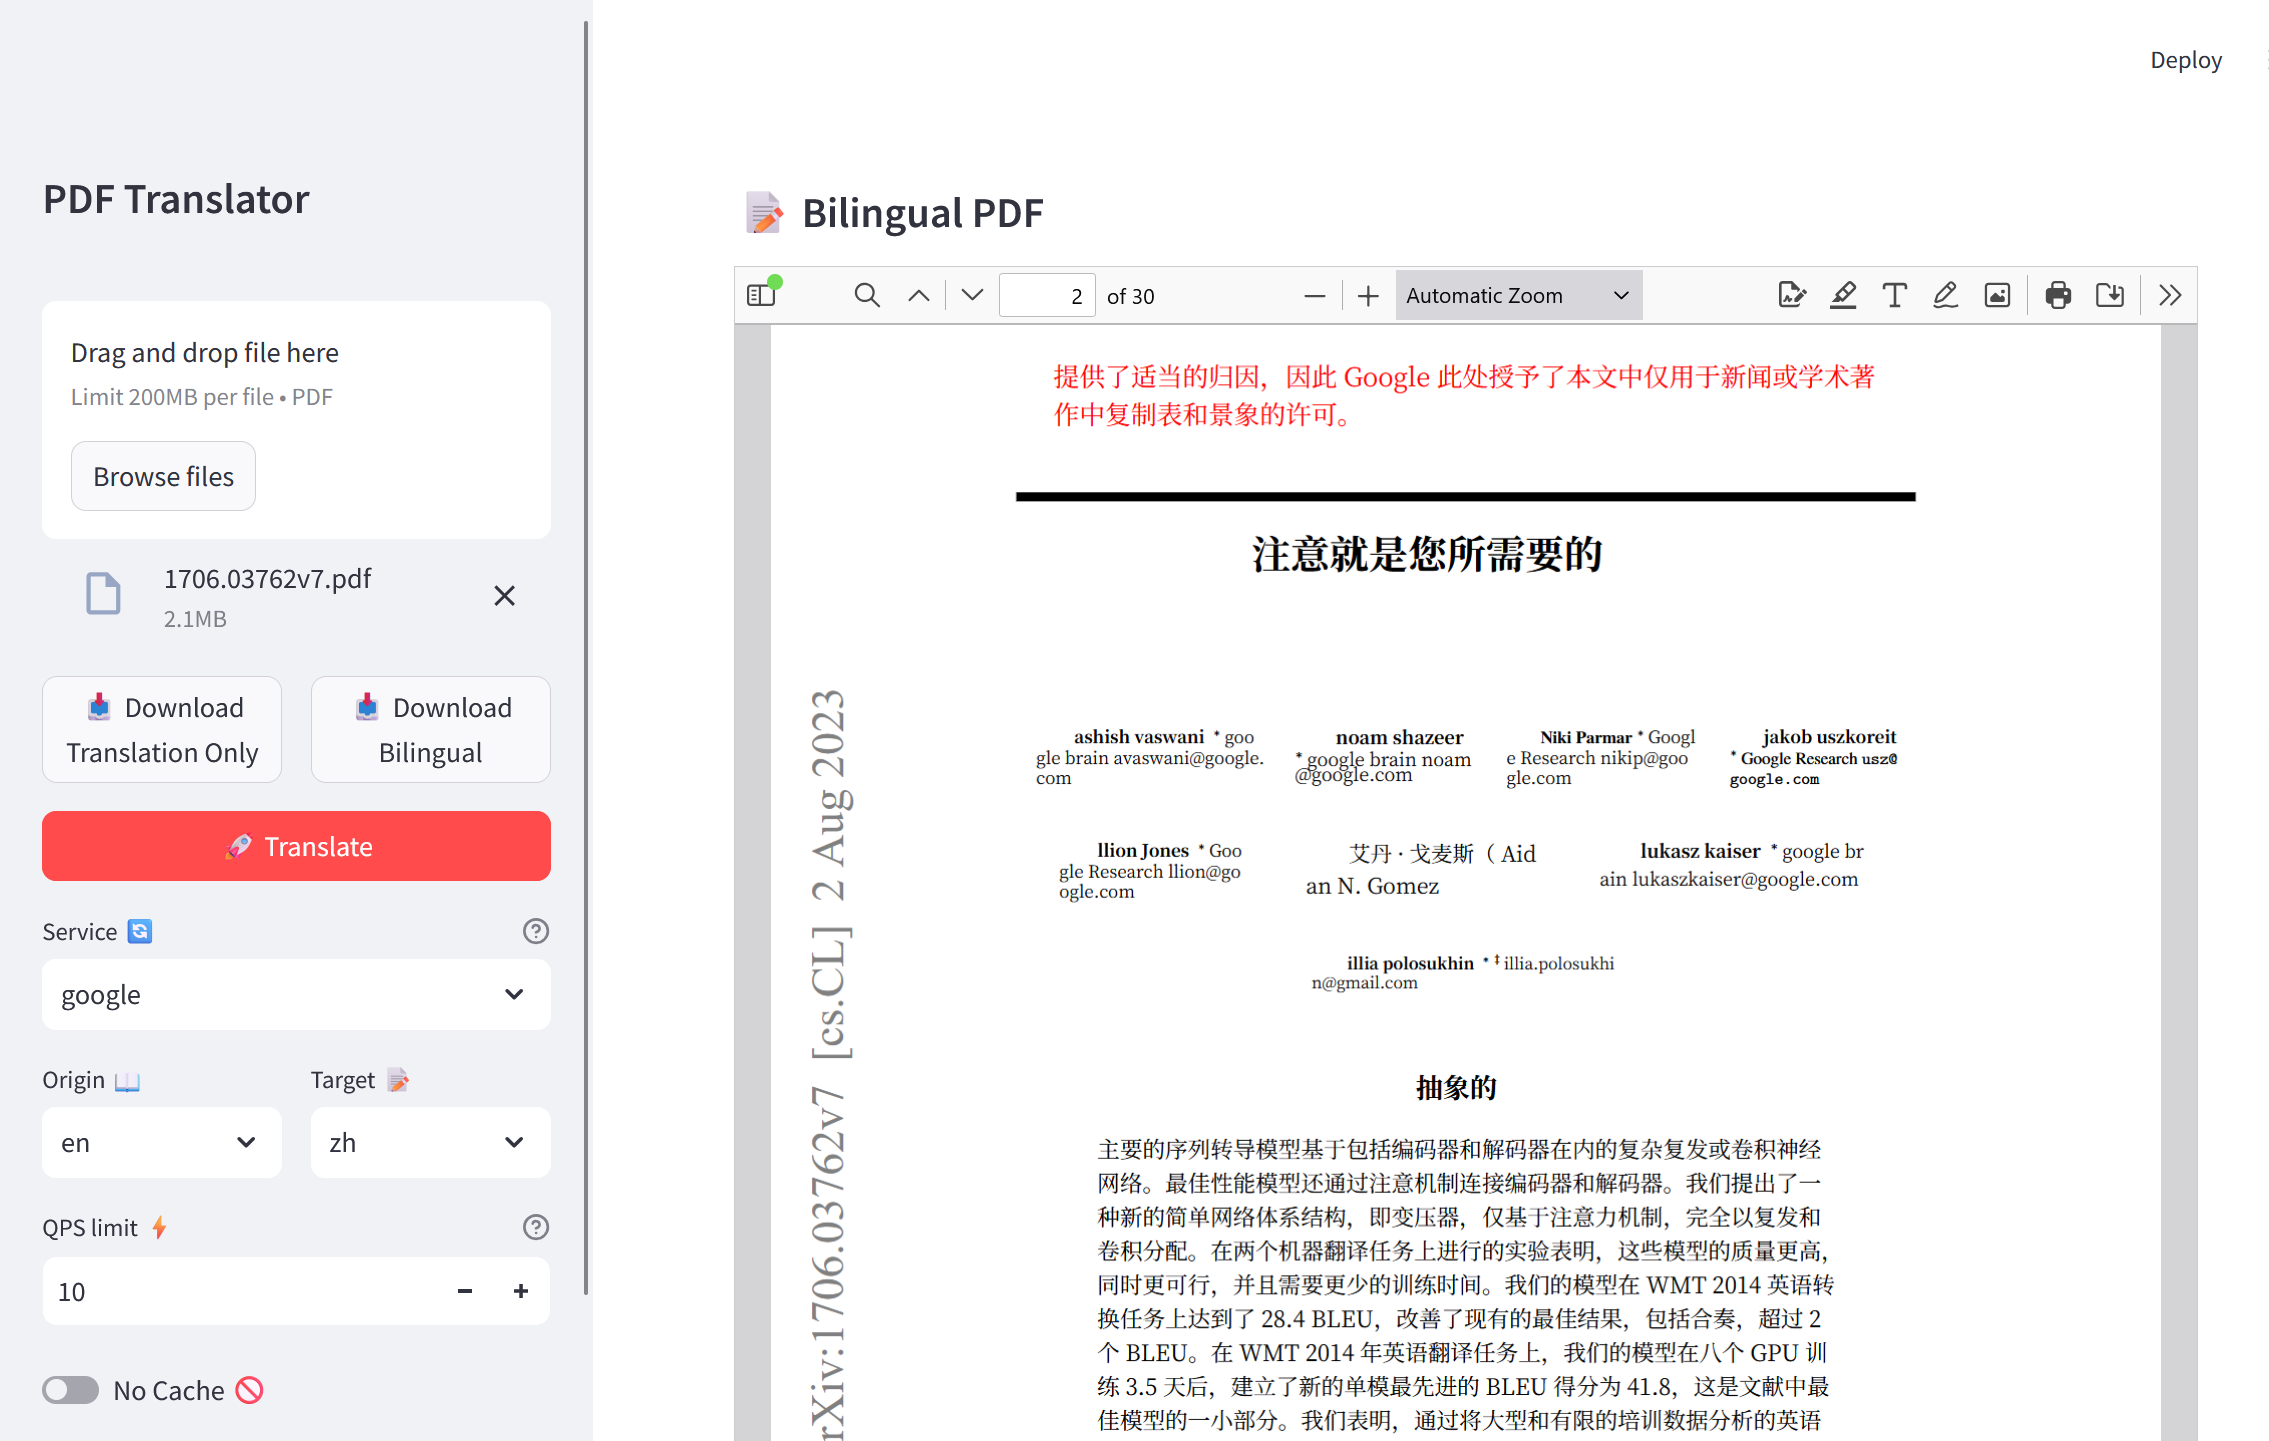 Deploy
PDF Translator
Drag and drop file here
Limit 200MB per file • PDF
Browse files
1706.03762v7.pdf
2.1MB
Download
Translation Only
Download
Bilingual
Translate
Service
google
Origin
en
Target
zh
QPS limit
10
No Cache
Bilingual PDF
2 of 30
Automatic Zoom
提供了适当的归因，因此 Google 此处授予了本文中仅用于新闻或学术著
作中复制表和景象的许可。
注意就是您所需要的
ashish vaswani * goo
gle brain avaswani@google.
com
noam shazeer
* google brain noam
@google.com
Niki Parmar * Googl
e Research nikip@goo
gle.com
jakob uszkoreit
* Google Research usz@
google.com
llion Jones * Goo
gle Research llion@go
ogle.com
艾丹 · 戈麦斯（ Aid
an N. Gomez
lukasz kaiser * google br
ain lukaszkaiser@google.com
illia polosukhin * ‡ illia.polosukhi
n@gmail.com
抽象的
主要的序列转导模型基于包括编码器和解码器在内的复杂复发或卷积神经
网络。最佳性能模型还通过注意机制连接编码器和解码器。我们提出了一
种新的简单网络体系结构，即变压器，仅基于注意力机制，完全以复发和
卷积分配。在两个机器翻译任务上进行的实验表明，这些模型的质量更高，
同时更可行，并且需要更少的训练时间。我们的模型在 WMT 2014 英语转
换任务上达到了 28.4 BLEU，改善了现有的最佳结果，包括合奏，超过 2
个 BLEU。在 WMT 2014 年英语翻译任务上，我们的模型在八个 GPU 训
练 3.5 天后，建立了新的单模最先进的 BLEU 得分为 41.8，这是文献中最
佳模型的一小部分。我们表明，通过将大型和有限的培训数据分析的英语
rXiv:1706.03762v7 [cs.CL] 2 Aug 2023